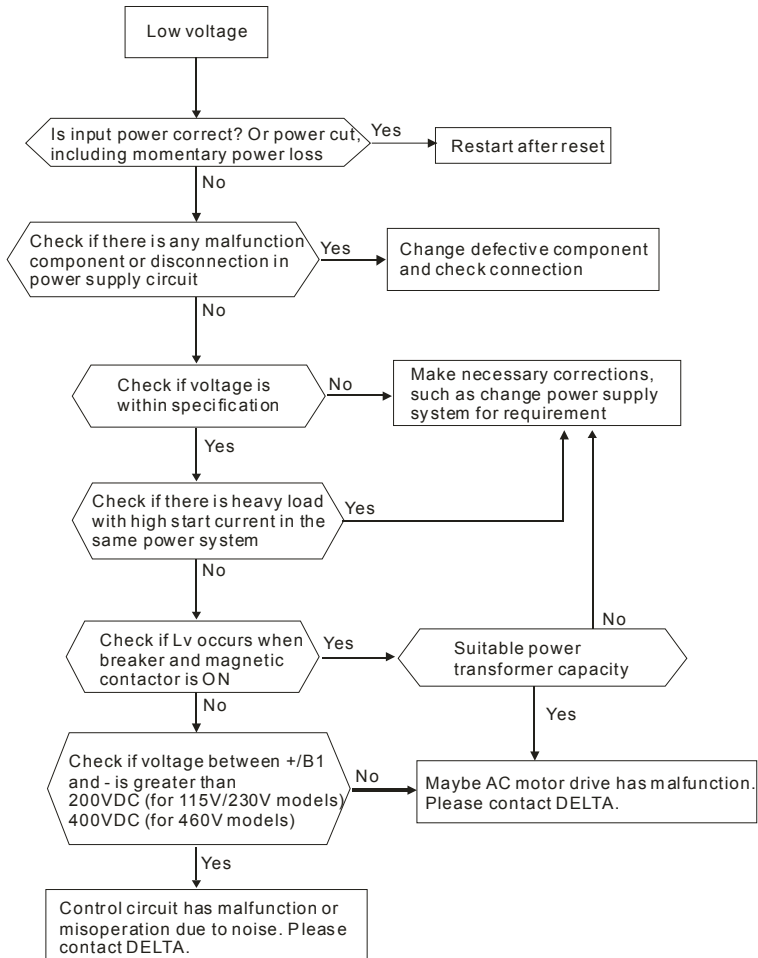 Low voltage
Is input power correct? Or power cut,
including momentary power loss
Yes
Restart after reset
No
Check if there is any malfunction
component or disconnection in
power supply circuit
Yes
Change defective component
and check connection
No
Check if voltage is
within specification
No
Make necessary corrections,
such as change power supply
system for requirement
Yes
Check if there is heavy load
with high start current in the
same power system
Yes
No
Check if Lv occurs when
breaker and magnetic
contactor is ON
Yes
Suitable power
transformer capacity
No
Yes
No
Check if voltage between +/B1
and - is greater than
200VDC (for 115V/230V models)
400VDC (for 460V models)
No
Maybe AC motor drive has malfunction.
Please contact DELTA.
Yes
Control circuit has malfunction or
misoperation due to noise. Please
contact DELTA.